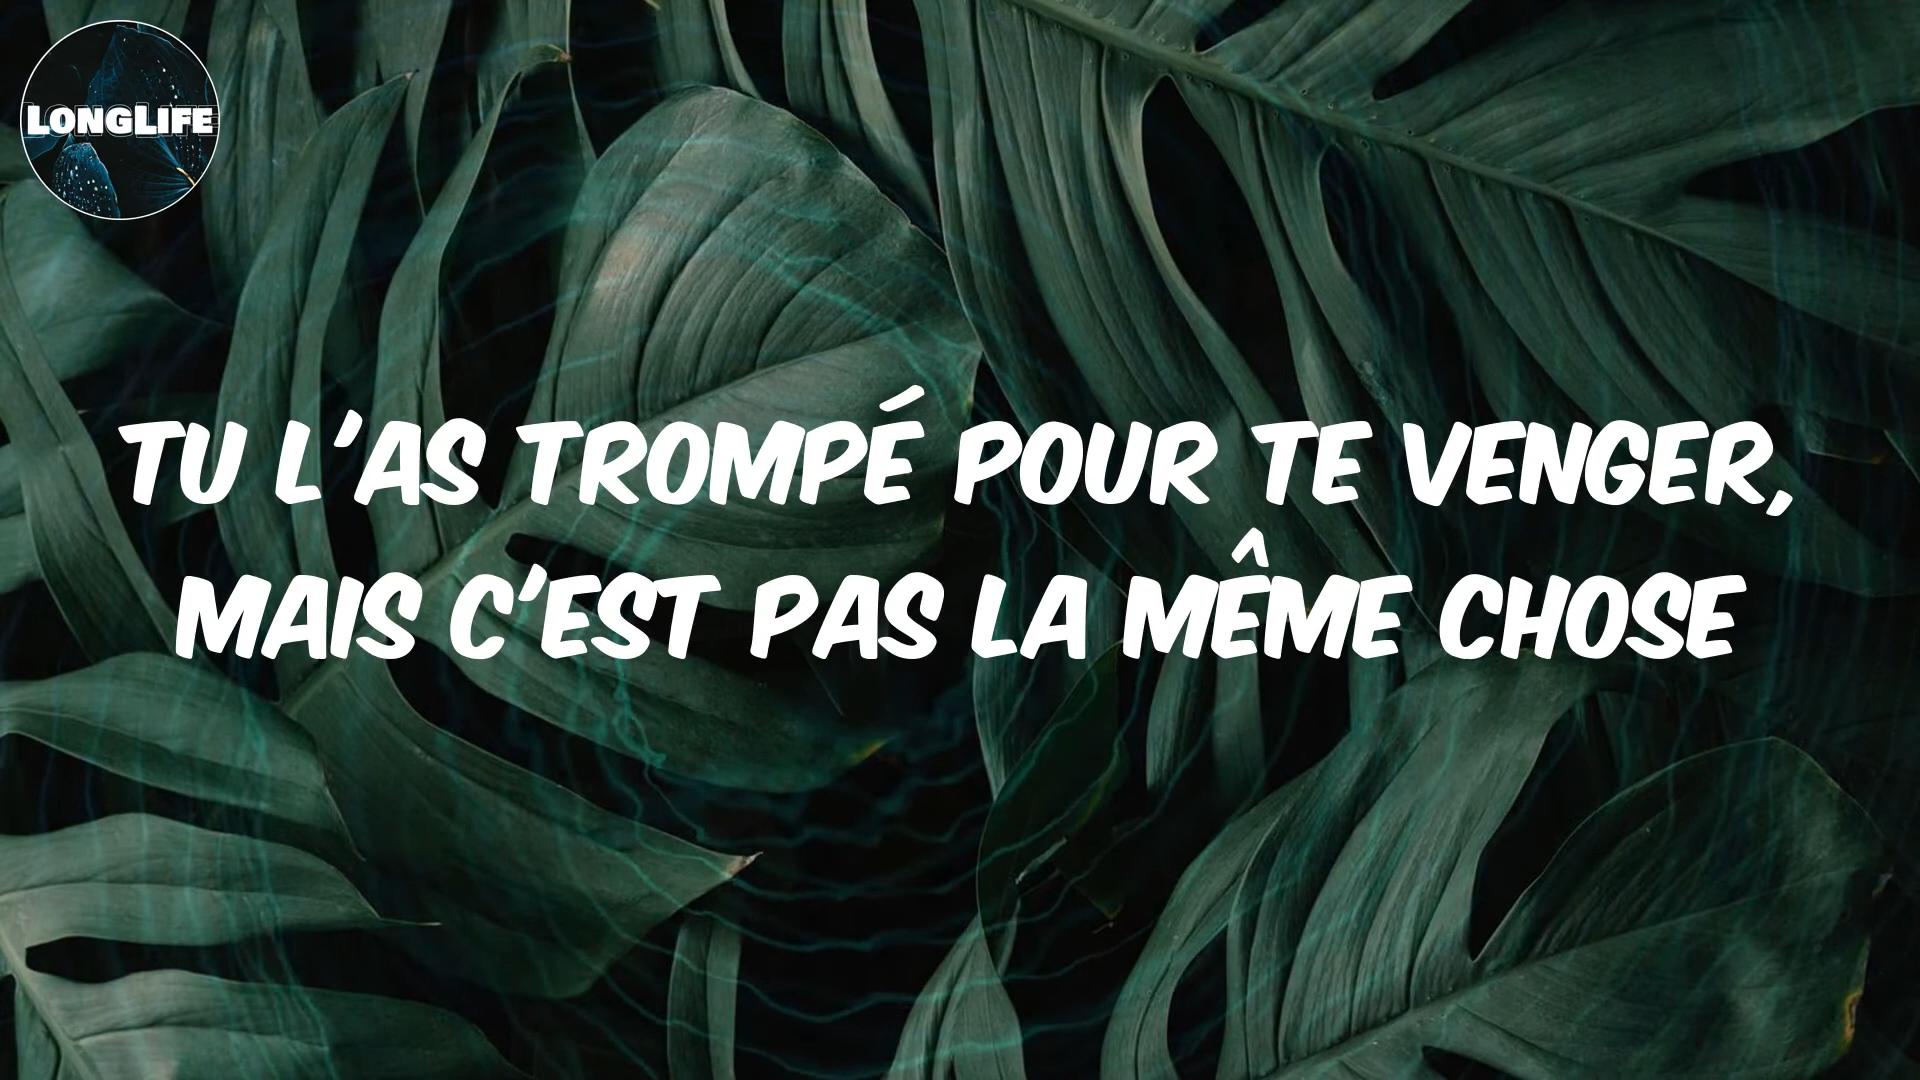 LONGLIFE
TU L'AS TROMPÉ POUR TE VENGER,
MAIS C'EST PAS LA MÊME CHOSE